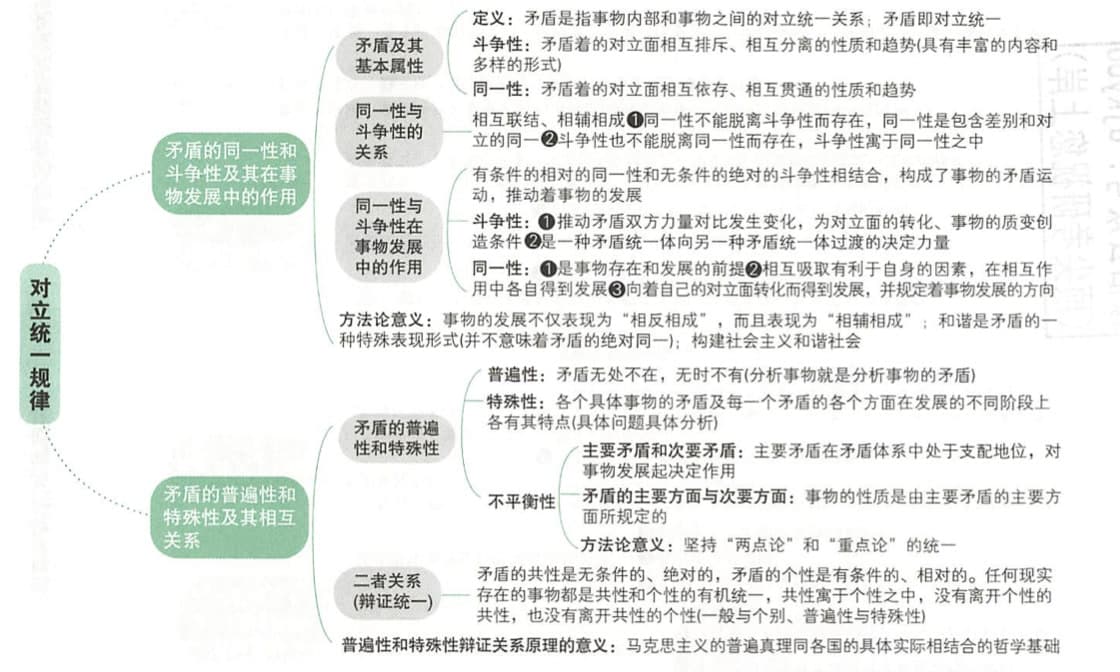 对立统一规律
矛盾的同一性和
斗争性及其在事
物发展中的作用
矛盾及其
基本属性
定义：矛盾是指事物内部和事物之间的对立统一关系；矛盾即对立统一
斗争性：矛盾着的对立面相互排斥、相互分离的性质和趋势(具有丰富的内容和
多样的形式)
同一性：矛盾着的对立面相互依存、相互贯通的性质和趋势
同一性与
斗争性的
关系
相互联结、相辅相成❶同一性不能脱离斗争性而存在，同一性是包含差别和对
立的同一❷斗争性也不能脱离同一性而存在，斗争性寓于同一性之中
同一性与
斗争性在
事物发展
中的作用
有条件的相对的同一性和无条件的绝对的斗争性相结合，构成了事物的矛盾运
动，推动着事物的发展
斗争性：❶推动矛盾双方力量对比发生变化，为对立面的转化、事物的质变创
造条件❷是一种矛盾统一体向另一种矛盾统一体过渡的决定力量
同一性：❶是事物存在和发展的前提❷相互吸取有利于自身的因素，在相互作
用中各自得到发展❸向着自己的对立面转化而得到发展，并规定着事物发展的方向
方法论意义：事物的发展不仅表现为“相反相成”，而且表现为“相辅相成”；和谐是矛盾的一
种特殊表现形式(并不意味着矛盾的绝对同一)；构建社会主义和谐社会
矛盾的普遍性和
特殊性及其相互
关系
矛盾的普遍
性和特殊性
普遍性：矛盾无处不在，无时不有(分析事物就是分析事物的矛盾)
特殊性：各个具体事物的矛盾及每一个矛盾的各个方面在发展的不同阶段上
各有其特点(具体问题具体分析)
不平衡性
主要矛盾和次要矛盾：主要矛盾在矛盾体系中处于支配地位，对
事物发展起决定作用
矛盾的主要方面与次要方面：事物的性质是由主要矛盾的主要方
面所规定的
方法论意义：坚持“两点论”和“重点论”的统一
二者关系
(辩证统一)
矛盾的共性是无条件的、绝对的，矛盾的个性是有条件的、相对的。任何现实
存在的事物都是共性和个性的有机统一，共性寓于个性之中，没有离开个性的
共性，也没有离开共性的个性(一般与个别、普遍性与特殊性)
普遍性和特殊性辩证关系原理的意义：马克思主义的普遍真理同各国的具体实际相结合的哲学基础